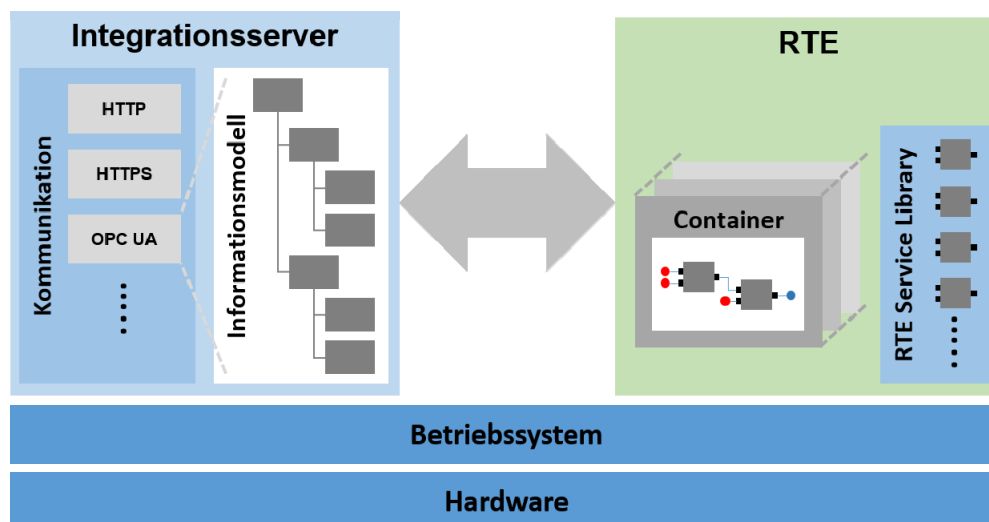 Integrationsserver
Kommunikation
HTTP
HTTPS
OPC UA
Informationsmodell
RTE
Container
RTE Service Library
Betriebssystem
Hardware